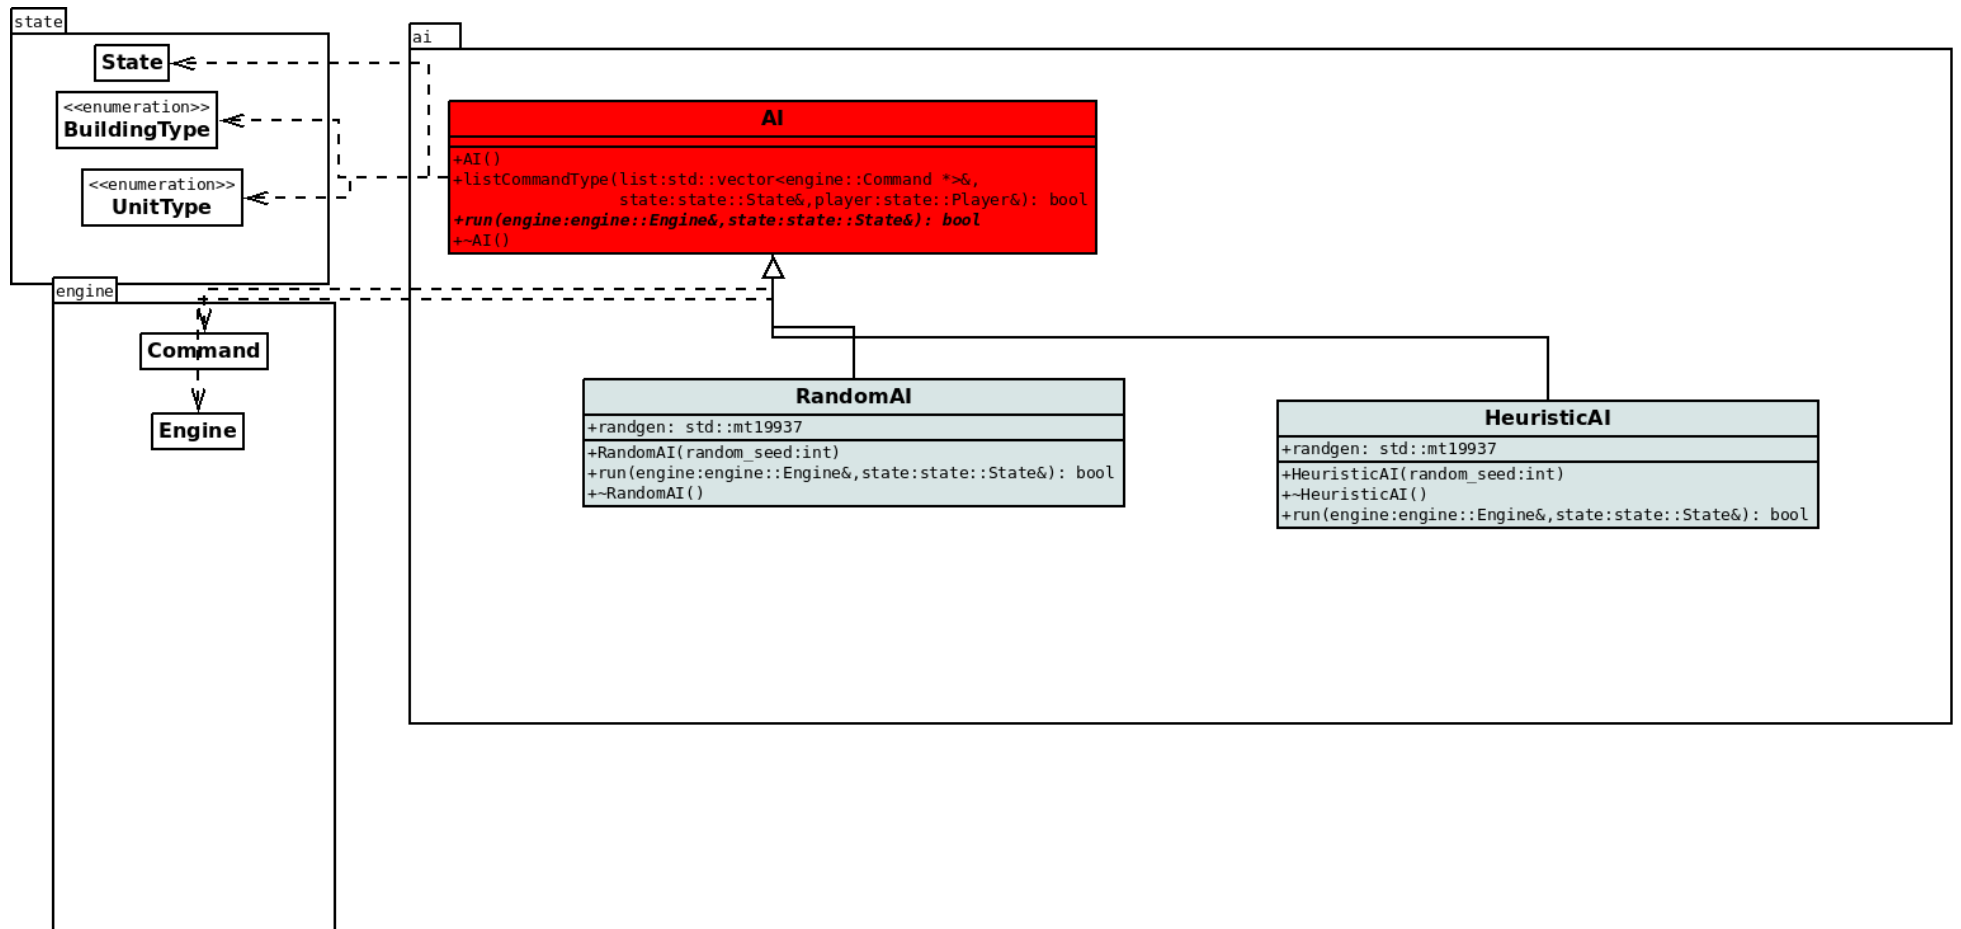 state
State
<<enumeration>>
BuildingType
<<enumeration>>
UnitType
engine
Command
Engine
ai
AI
+AI()
+listCommandType(list:std::vector<engine::Command *>&,
state:state::State&,player:state::Player&): bool
+run(engine:engine::Engine&,state:state::State&): bool
+~AI()
RandomAI
+randgen: std::mt19937
+RandomAI(random_seed:int)
+run(engine:engine::Engine&,state:state::State&): bool
+~RandomAI()
HeuristicAI
+randgen: std::mt19937
+HeuristicAI(random_seed:int)
+~HeuristicAI()
+run(engine:engine::Engine&,state:state::State&): bool